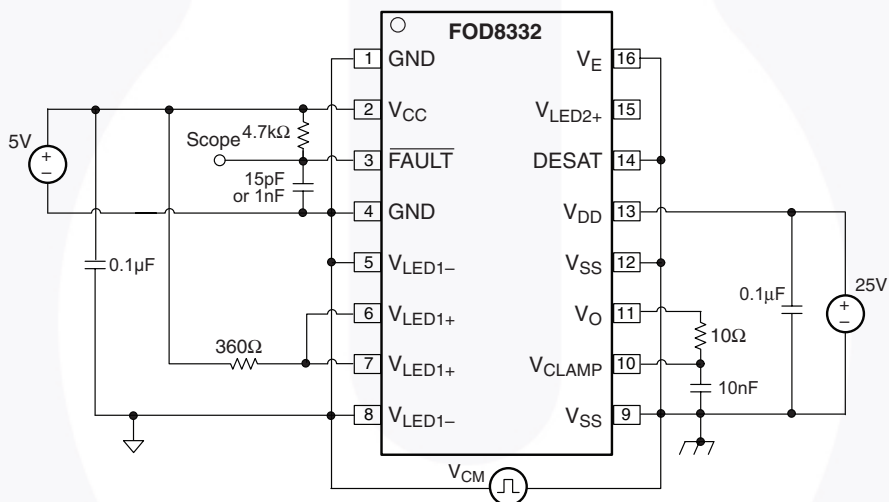 FOD8332
1 GND
2 VCC
3 FAULT
4 GND
5 VLED1–
6 VLED1+
7 VLED1+
8 VLED1–
VE 16
VLED2+ 15
DESAT 14
VDD 13
VSS 12
VO 11
VCLAMP 10
VSS 9
5V
+
–
Scope
4.7kΩ
15pF
or 1nF
0.1μF
360Ω
0.1μF
25V
+
–
10Ω
10nF
VCM